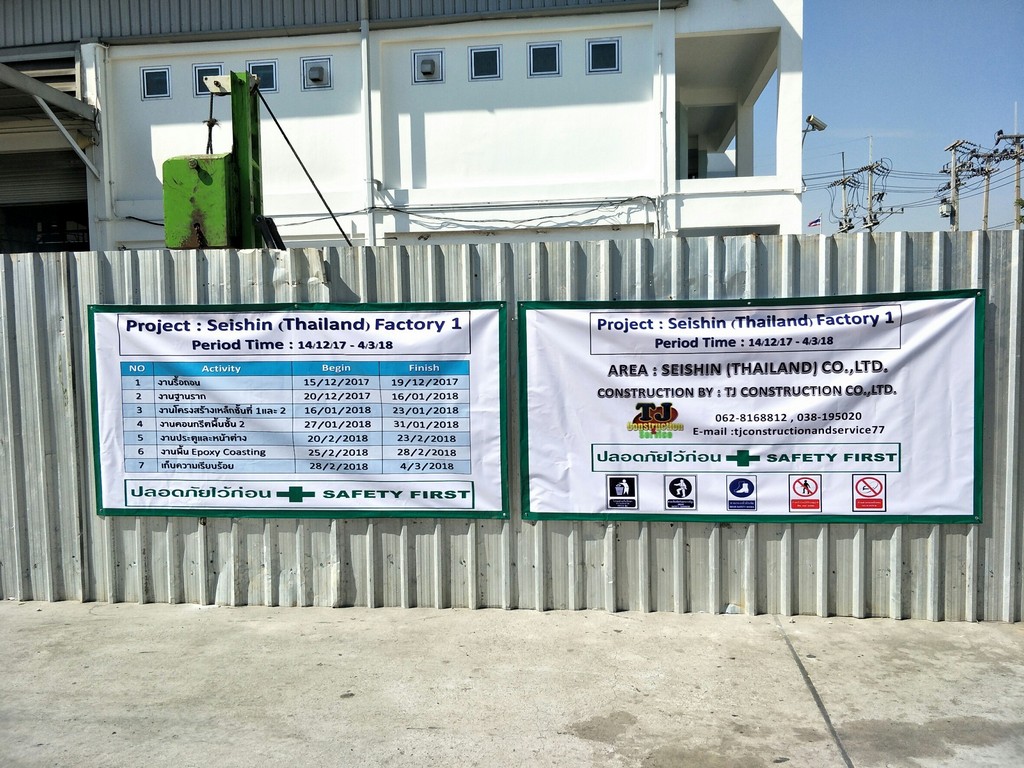 Project : Seishin (Thailand) Factory 1
Period Time : 14/12/17 - 4/3/18
NO Activity Begin Finish
1 งานรื้อถอน 15/12/2017 19/12/2017
2 งานฐานราก 20/12/2017 16/01/2018
3 งานโครงสร้างเหล็กชั้นที่ 1และ 2 16/01/2018 23/01/2018
4 งานคอนกรีตพื้นชั้น 2 27/01/2018 31/01/2018
5 งานประตูและหน้าต่าง 20/2/2018 23/2/2018
6 งานพื้น Epoxy Coasting 25/2/2018 28/2/2018
7 เก็บความเรียบร้อย 28/2/2018 4/3/2018
ปลอดภัยไว้ก่อน SAFETY FIRST
Project : Seishin (Thailand) Factory 1
Period Time : 14/12/17 - 4/3/18
AREA : SEISHIN (THAILAND) CO.,LTD.
CONSTRUCTION BY : TJ CONSTRUCTION CO.,LTD.
TJ
Construction
Service
062-8168812 , 038-195020
E-mail :tjconstructionandservice77
ปลอดภัยไว้ก่อน SAFETY FIRST